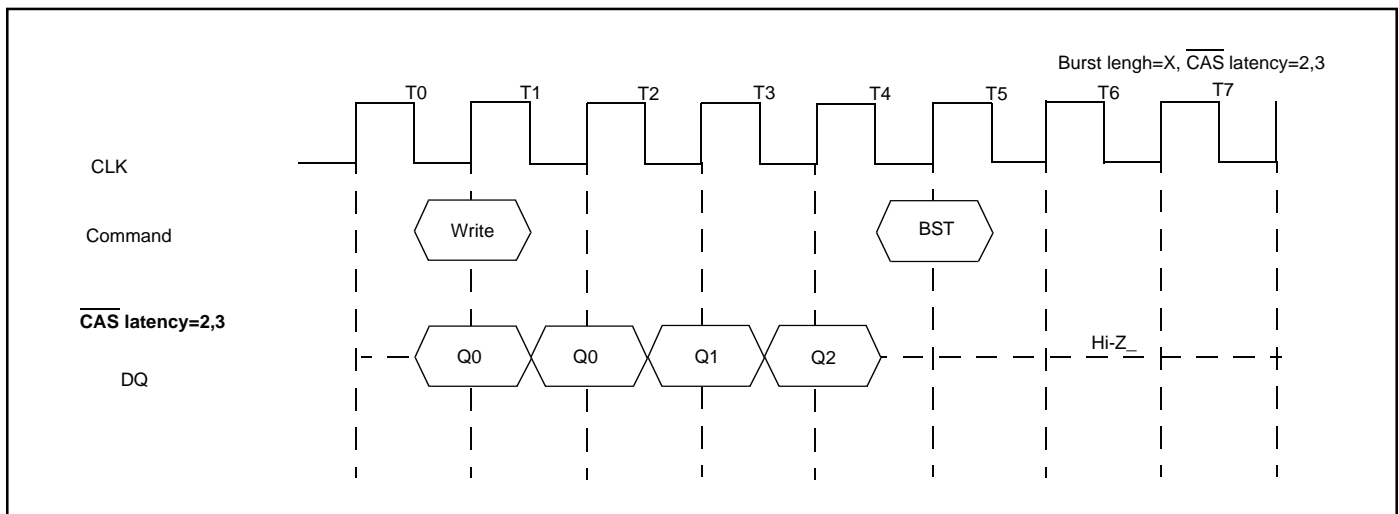 Burst lengh=X, CAS latency=2,3
T0 T1 T2 T3 T4 T5 T6 T7
CLK
Command
Write
BST
CAS latency=2,3
DQ
Q0 Q0 Q1 Q2
Hi-Z_